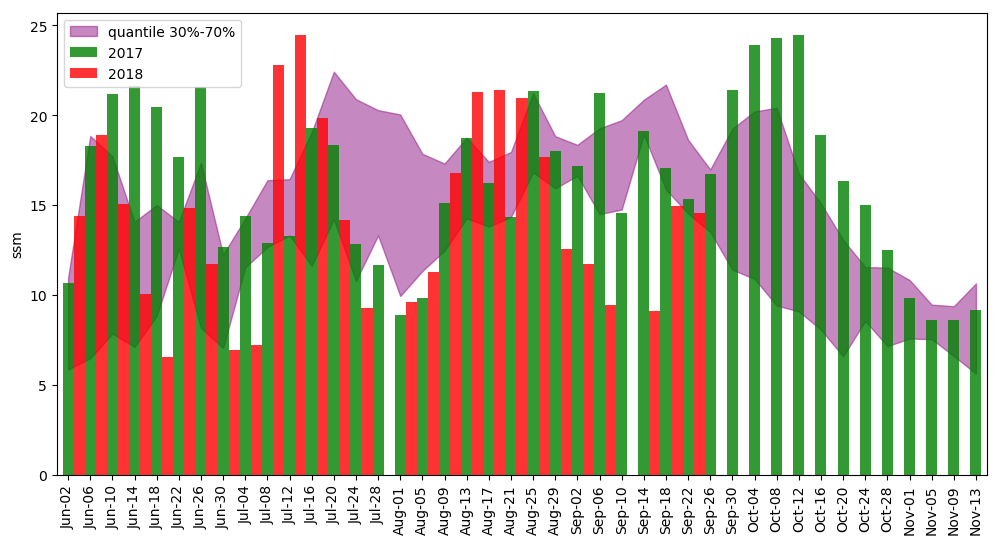 quantile 30%-70%
2017
2018
25
20
15
10
5
0
ssm
Jun-02
Jun-06
Jun-10
Jun-14
Jun-18
Jun-22
Jun-26
Jun-30
Jul-04
Jul-08
Jul-12
Jul-16
Jul-20
Jul-24
Jul-28
Aug-01
Aug-05
Aug-09
Aug-13
Aug-17
Aug-21
Aug-25
Aug-29
Sep-02
Sep-06
Sep-10
Sep-14
Sep-18
Sep-22
Sep-26
Sep-30
Oct-04
Oct-08
Oct-12
Oct-16
Oct-20
Oct-24
Oct-28
Nov-01
Nov-05
Nov-09
Nov-13